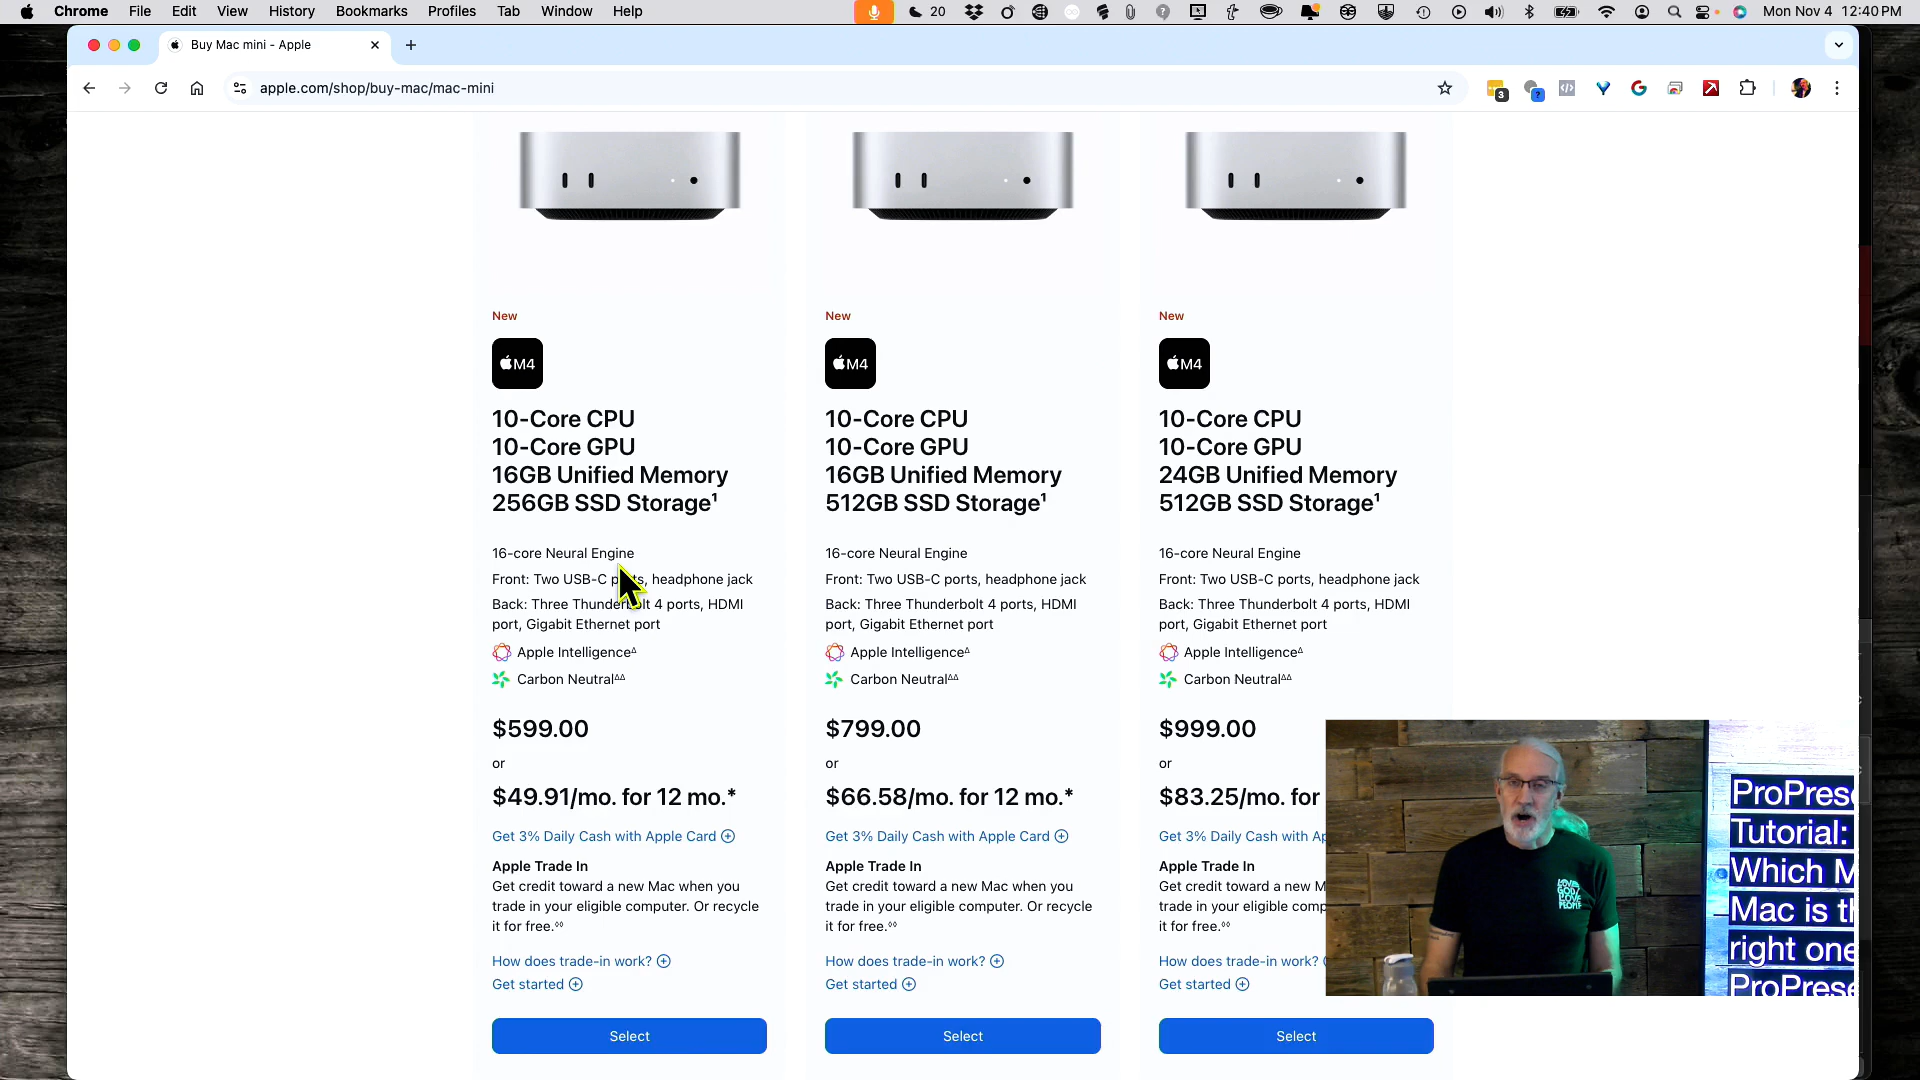 Chrome File Edit View History Bookmarks Profiles Tab Window Help
20
Mon Nov 4 12:40 PM
Buy Mac mini - Apple
apple.com/shop/buy-mac/mac-mini
3
New
M4
10-Core CPU
10-Core GPU
16GB Unified Memory
256GB SSD Storage¹
16-core Neural Engine
Front: Two USB-C ports, headphone jack
Back: Three Thunderbolt 4 ports, HDMI
port, Gigabit Ethernet port
Apple Intelligence∆
Carbon Neutral∆∆
$599.00
or
$49.91/mo. for 12 mo.*
Get 3% Daily Cash with Apple Card
Apple Trade In
Get credit toward a new Mac when you
trade in your eligible computer. Or recycle
it for free.◊◊
How does trade-in work?
Get started
Select
New
M4
10-Core CPU
10-Core GPU
16GB Unified Memory
512GB SSD Storage¹
16-core Neural Engine
Front: Two USB-C ports, headphone jack
Back: Three Thunderbolt 4 ports, HDMI
port, Gigabit Ethernet port
Apple Intelligence∆
Carbon Neutral∆∆
$799.00
or
$66.58/mo. for 12 mo.*
Get 3% Daily Cash with Apple Card
Apple Trade In
Get credit toward a new Mac when you
trade in your eligible computer. Or recycle
it for free.◊◊
How does trade-in work?
Get started
Select
New
M4
10-Core CPU
10-Core GPU
24GB Unified Memory
512GB SSD Storage¹
16-core Neural Engine
Front: Two USB-C ports, headphone jack
Back: Three Thunderbolt 4 ports, HDMI
port, Gigabit Ethernet port
Apple Intelligence∆
Carbon Neutral∆∆
$999.00
or
$83.25/mo. for
Get 3% Daily Cash with Ap
Apple Trade In
Get credit toward a new M
trade in your eligible comp
it for free.◊◊
How does trade-in work?
Get started
Select
LOVE
GOD/
LOVE
PEOPLE
ProPrese
Tutorial:
Which M
Mac is th
right one
ProPrese